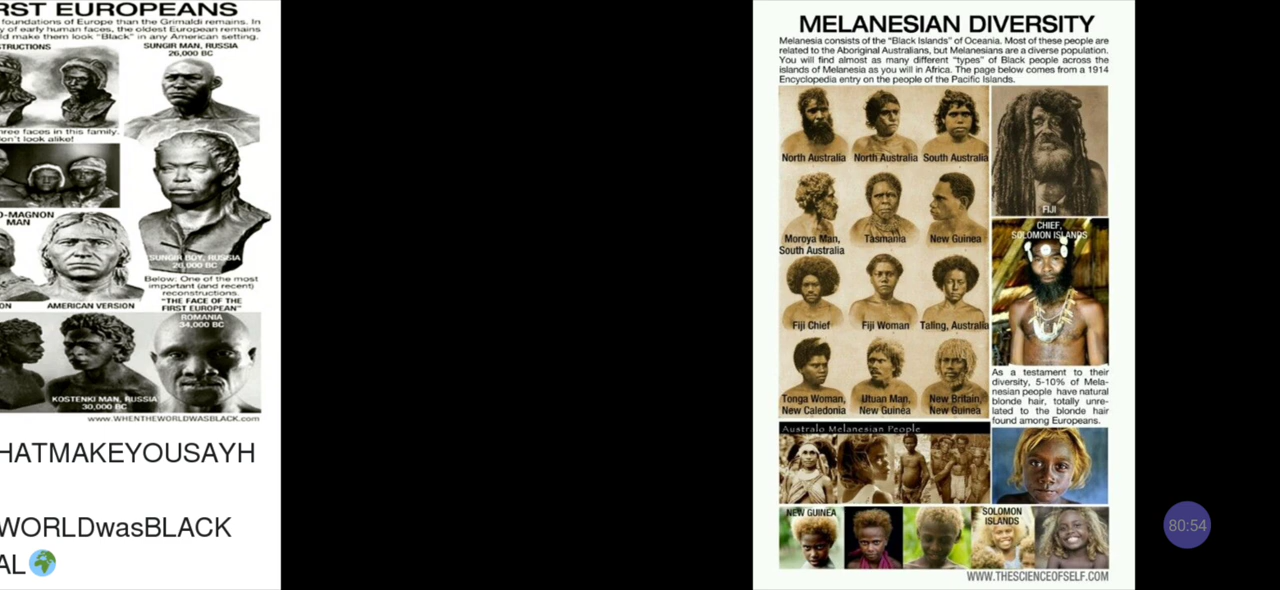 RST EUROPEANS
foundations of Europe than the Grimaldi remains. In
y of early human faces, the oldest European remains
d make them look "Black" in any American setting.
STRUCTIONS
SUNGIR MAN, RUSSIA
26,000 BC
hree faces in this family.
on't look alike!
O-MAGNON
MAN
SUNGIR BOY, RUSSIA
26,000 BC
Below: One of the most
important (and recent)
reconstructions.
"THE FACE OF THE
FIRST EUROPEAN"
ON
AMERICAN VERSION
ROMANIA
34,000 BC
KOSTENKI MAN, RUSSIA
30,000 BC
www.WHENTHEWORLDWASBLACK.com
HATMAKEYOUSAYH
WORLDwasBLACK
AL🌍
MELANESIAN DIVERSITY
Melanesia consists of the "Black Islands" of Oceania. Most of these people are
related to the Aboriginal Australians, but Melanesians are a diverse population.
You will find almost as many different "types" of Black people across the
islands of Melanesia as you will in Africa. The page below comes from a 1914
Encyclopedia entry on the people of the Pacific Islands.
North Australia
North Australia
South Australia
Moroya Man,
South Australia
Tasmania
New Guinea
Fiji Chief
Fiji Woman
Taling, Australia
Tonga Woman,
New Caledonia
Utuan Man,
New Guinea
New Britain,
New Guinea
FIJI
CHIEF,
SOLOMON ISLANDS
As a testament to their
diversity, 5-10% of Mela-
nesian people have natural
blonde hair, totally unre-
lated to the blonde hair
found among Europeans.
Australo Melanesian People
NEW GUINEA
SOLOMON
ISLANDS
WWW.THESCIENCEOFSELF.COM
80:54